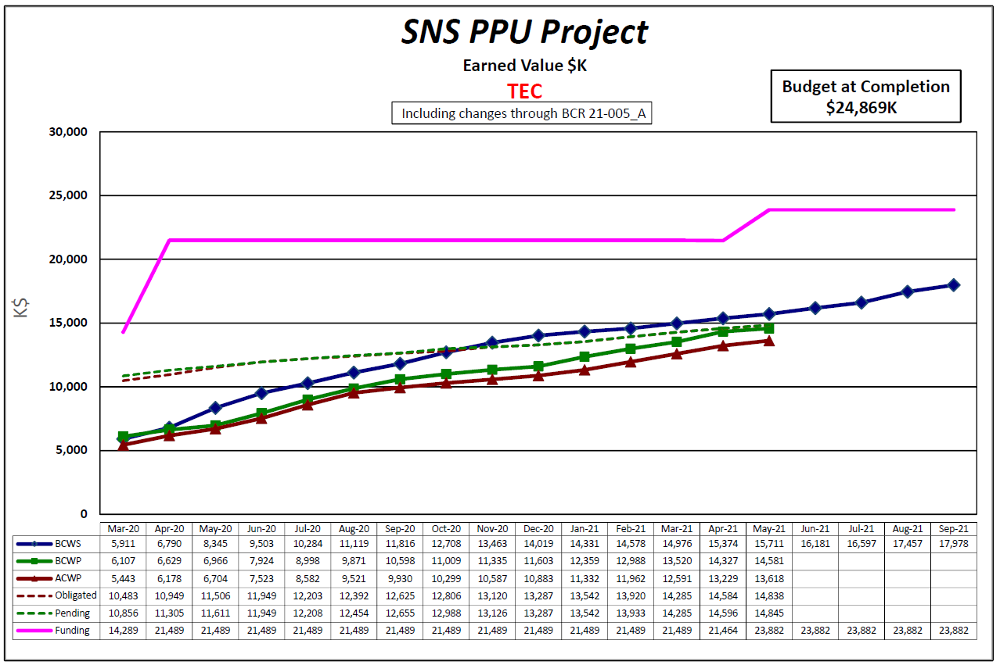 SNS PPU Project
Earned Value $K
TEC
Including changes through BCR 21-005_A
Budget at Completion
$24,869K
30,000
25,000
20,000
15,000
10,000
5,000
0
K$
Mar-20 Apr-20 May-20 Jun-20 Jul-20 Aug-20 Sep-20 Oct-20 Nov-20 Dec-20 Jan-21 Feb-21 Mar-21 Apr-21 May-21 Jun-21 Jul-21 Aug-21 Sep-21
BCWS 5,911 6,790 8,345 9,503 10,284 11,119 11,816 12,708 13,463 14,019 14,331 14,578 14,976 15,374 15,711 16,181 16,597 17,457 17,978
BCWP 6,107 6,629 6,966 7,924 8,998 9,871 10,598 11,009 11,335 11,603 12,359 12,988 13,520 14,327 14,581
ACWP 5,443 6,178 6,704 7,523 8,582 9,521 9,930 10,299 10,587 10,883 11,332 11,962 12,591 13,229 13,618
Obligated 10,483 10,949 11,506 11,949 12,203 12,392 12,625 12,806 13,120 13,287 13,542 13,920 14,285 14,584 14,838
Pending 10,856 11,305 11,611 11,949 12,208 12,454 12,655 12,988 13,126 13,287 13,542 13,933 14,285 14,596 14,845
Funding 14,289 21,489 21,489 21,489 21,489 21,489 21,489 21,489 21,489 21,489 21,489 21,489 21,489 21,464 23,882 23,882 23,882 23,882 23,882